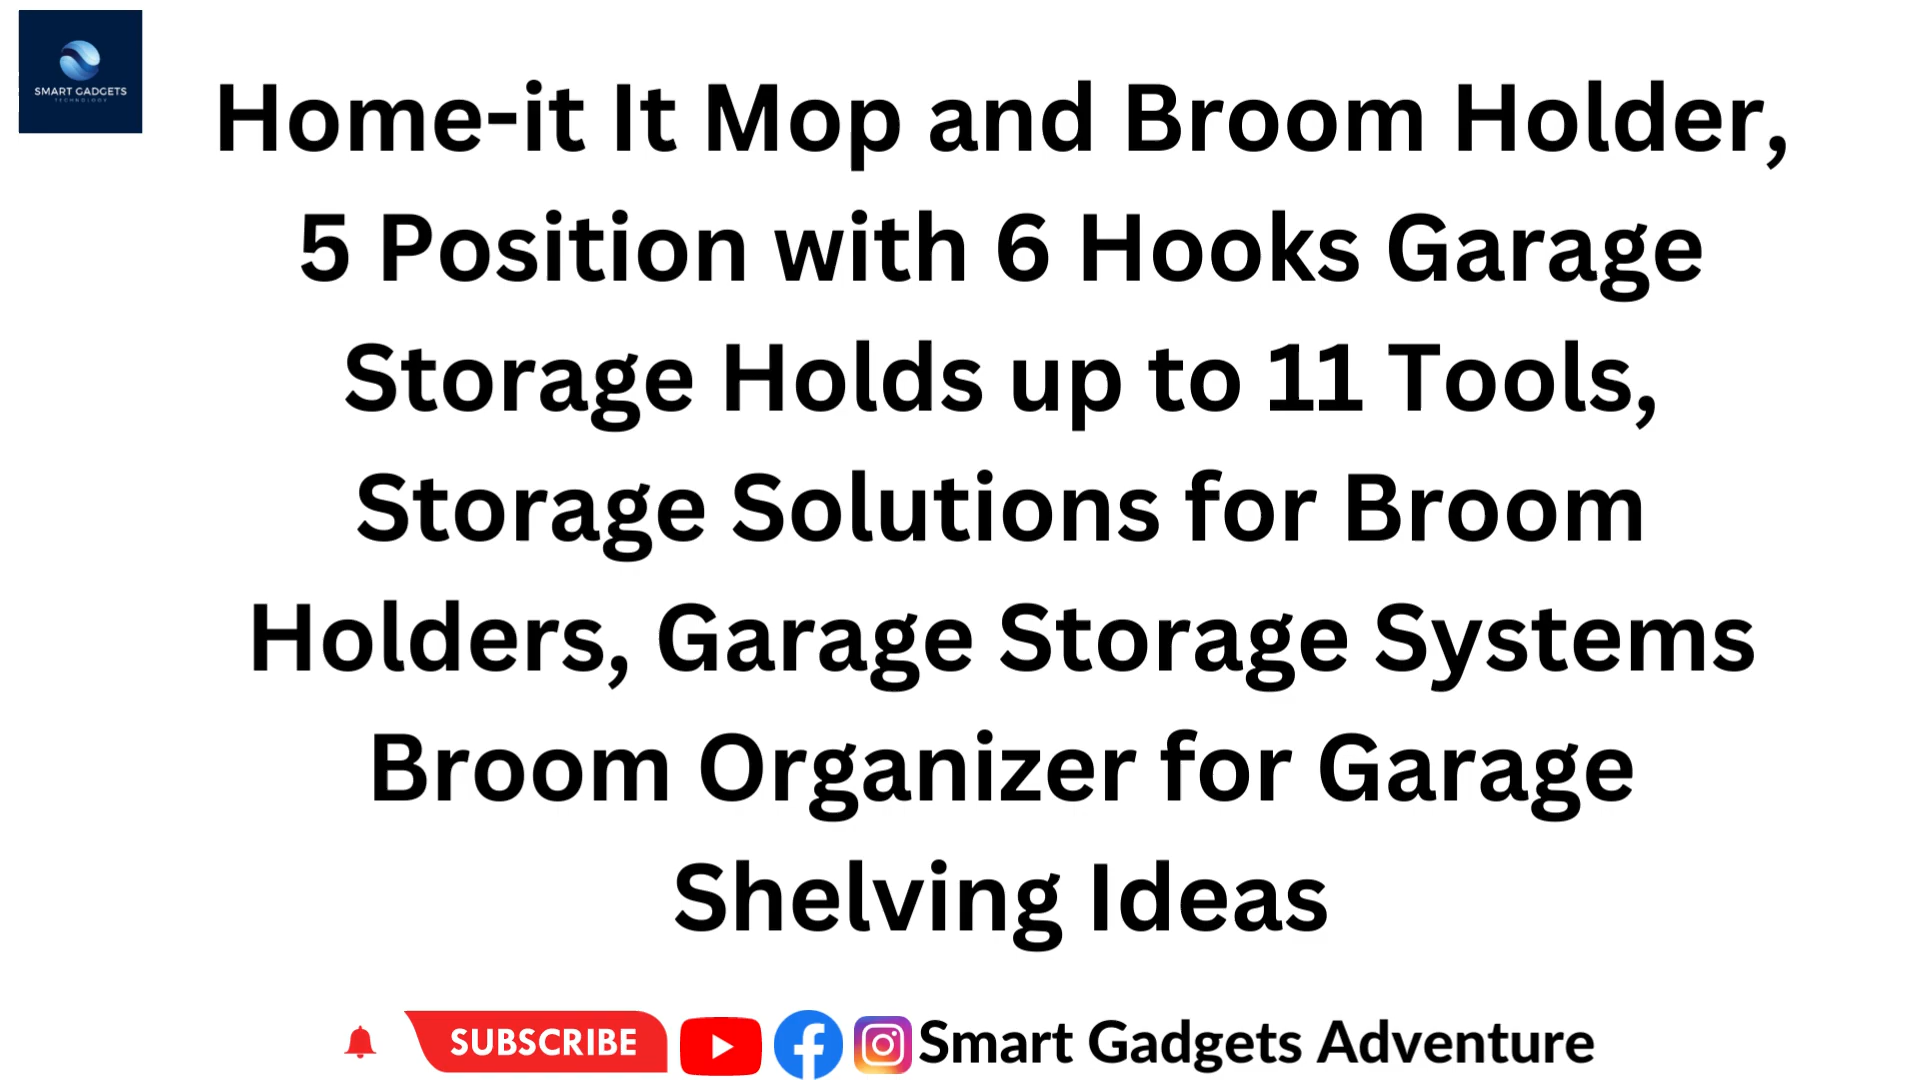 SMART GADGETS
TECHNOLOGY
Home-it It Mop and Broom Holder,
5 Position with 6 Hooks Garage
Storage Holds up to 11 Tools,
Storage Solutions for Broom
Holders, Garage Storage Systems
Broom Organizer for Garage
Shelving Ideas
SUBSCRIBE
Smart Gadgets Adventure